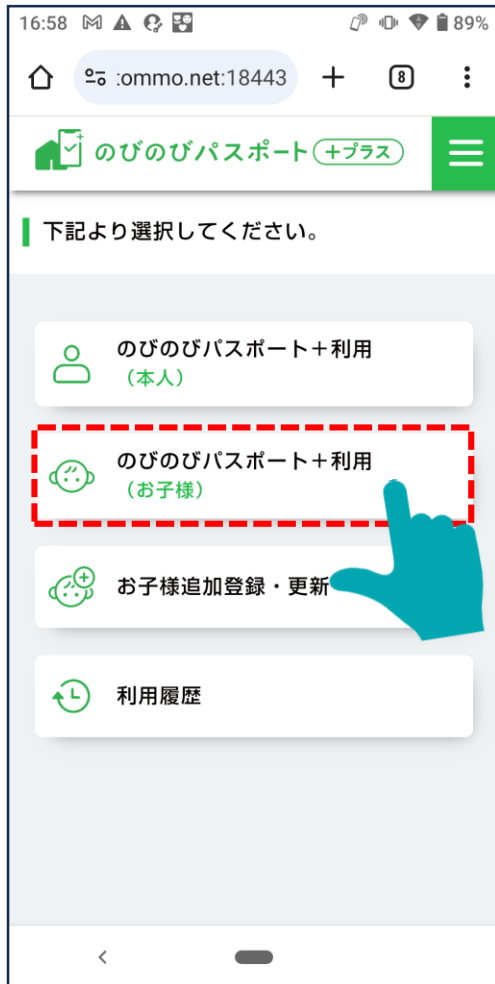 16:58
89%
:ommo.net:18443
8
のびのびパスポート+プラス
下記より選択してください。
のびのびパスポート＋利用
（本人）
のびのびパスポート＋利用
（お子様）
お子様追加登録・更新
利用履歴